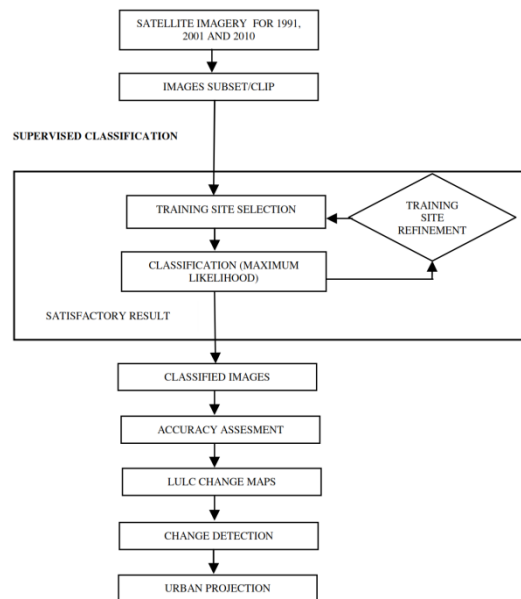 SATELLITE IMAGERY FOR 1991,
2001 AND 2010
IMAGES SUBSET/CLIP
SUPERVISED CLASSIFICATION
TRAINING SITE SELECTION
TRAINING
SITE
REFINEMENT
CLASSIFICATION (MAXIMUM
LIKELIHOOD)
SATISFACTORY RESULT
CLASSIFIED IMAGES
ACCURACY ASSESMENT
LULC CHANGE MAPS
CHANGE DETECTION
URBAN PROJECTION